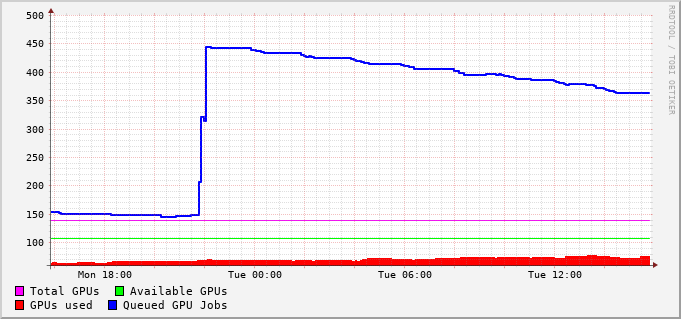 500
450
400
350
300
250
200
150
100
Mon 18:00 Tue 00:00 Tue 06:00 Tue 12:00
Total GPUs Available GPUs
GPUs used Queued GPU Jobs
RRDTOOL / TOBI OETIKER